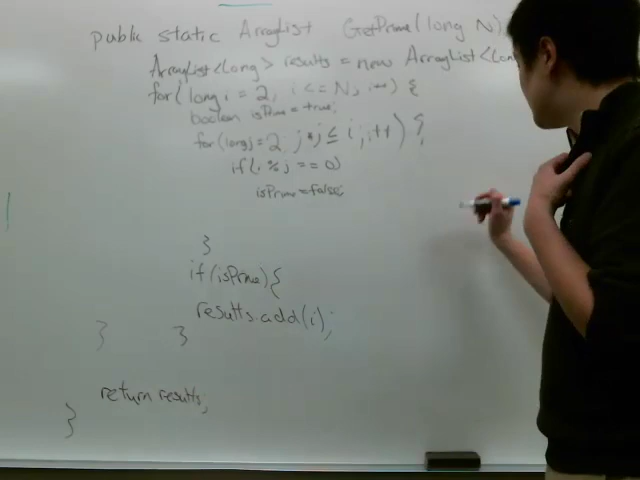 public static ArrayList GetPrime(long N)
ArrayList<Long> results = new ArrayList<Lon
for(long i = 2; i <= N; i++) {
boolean isPrime = true;
for(long j=2 j*j ≤ i; j++) {
if(i % j == 0)
isPrime=false;
}
if(isPrime){
results.add(i);
} }
return results;
}